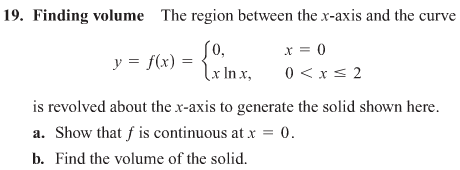 19. Finding volume The region between the x-axis and the curve
y = f(x) = { 0, x = 0
x ln x, 0 < x ≤ 2
is revolved about the x-axis to generate the solid shown here.
a. Show that f is continuous at x = 0.
b. Find the volume of the solid.